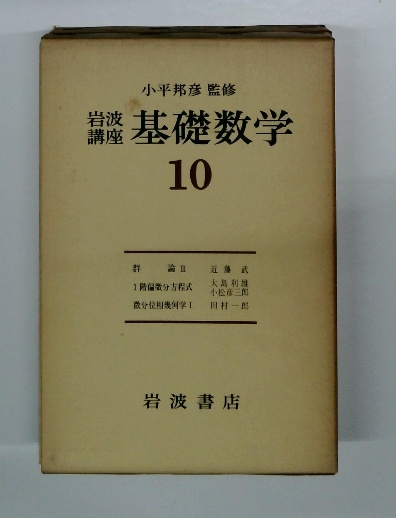 小平邦彦 監修
岩波講座 基礎数学
10
群論 II 近藤武
1階偏微分方程式 大島利雄 小松彦三郎
微分位相幾何学 I 田村一郎
岩波書店